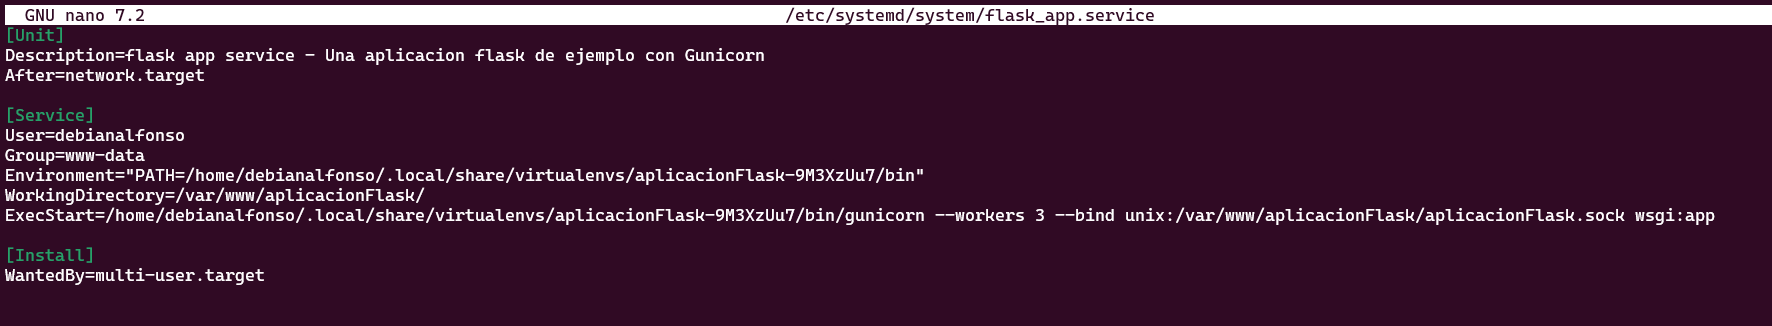 GNU nano 7.2 /etc/systemd/system/flask_app.service
[Unit]
Description=flask app service - Una aplicacion flask de ejemplo con Gunicorn
After=network.target
[Service]
User=debianalfonso
Group=www-data
Environment="PATH=/home/debianalfonso/.local/share/virtualenvs/aplicacionFlask-9M3XzUu7/bin"
WorkingDirectory=/var/www/aplicacionFlask/
ExecStart=/home/debianalfonso/.local/share/virtualenvs/aplicacionFlask-9M3XzUu7/bin/gunicorn --workers 3 --bind unix:/var/www/aplicacionFlask/aplicacionFlask.sock wsgi:app
[Install]
WantedBy=multi-user.target